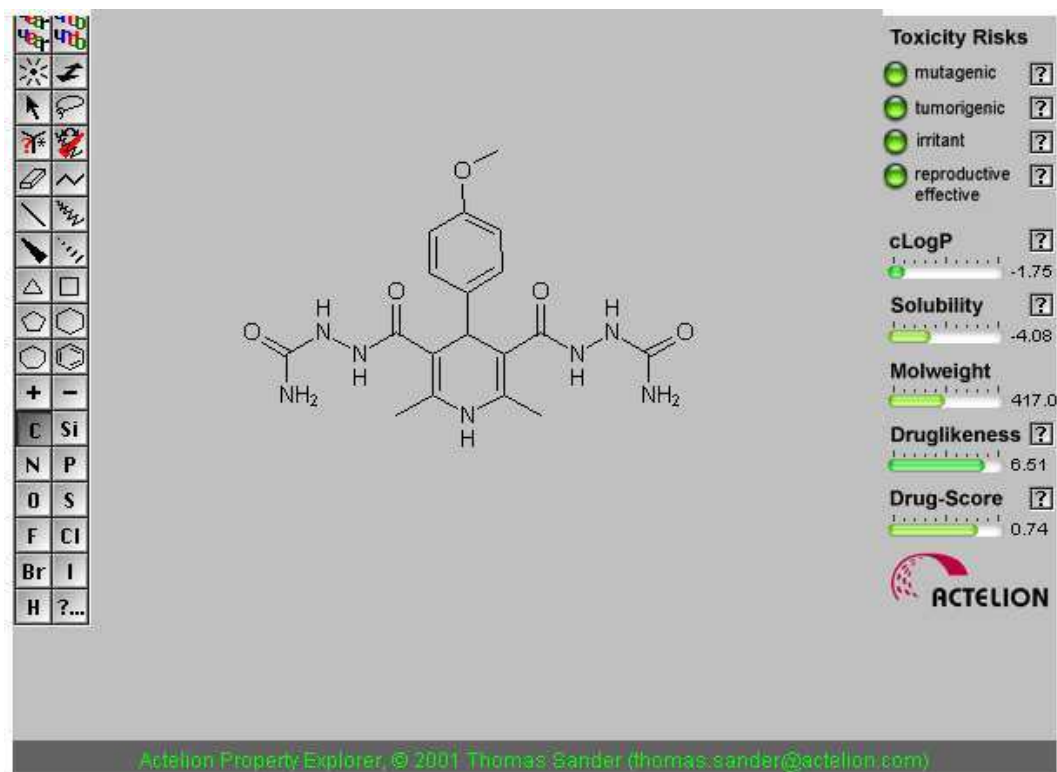 Toxicity Risks
mutagenic ?
tumorigenic ?
irritant ?
reproductive ?
effective
cLogP ?
-1.75
Solubility ?
-4.08
Molweight
417.0
Druglikeness ?
6.51
Drug-Score ?
0.74
ACTELION
?*
+ −
C Si
N P
O S
F Cl
Br I
H ?...
O
O O
H H
O N N O
N N
H H
NH2 NH2
N
H
Actelion Property Explorer, © 2001 Thomas Sander (thomas.sander@actelion.com)